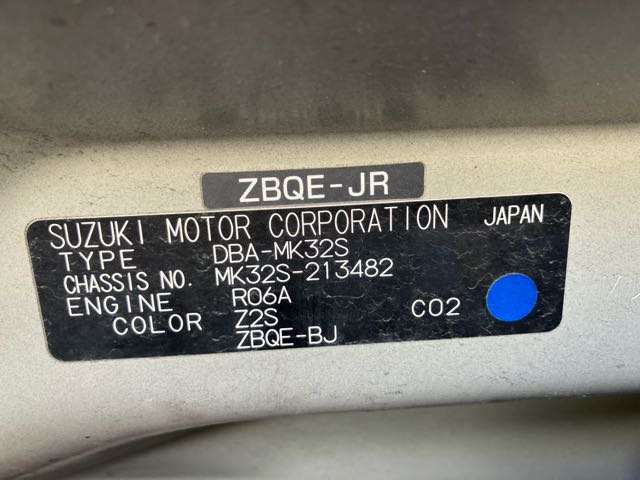 ZBQE-JR
SUZUKI MOTOR CORPORATION JAPAN
TYPE DBA-MK32S
CHASSIS NO. MK32S-213482
ENGINE R06A
COLOR Z2S CO2
ZBQE-BJ